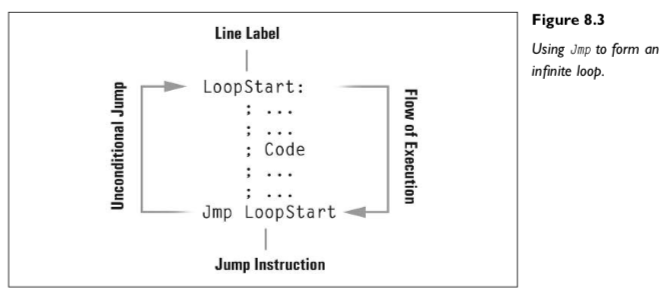 Line Label
LoopStart:
; ...
; ...
; Code
; ...
; ...
Jmp LoopStart
Jump Instruction
Unconditional Jump
Flow of Execution
Figure 8.3
Using Jmp to form an
infinite loop.